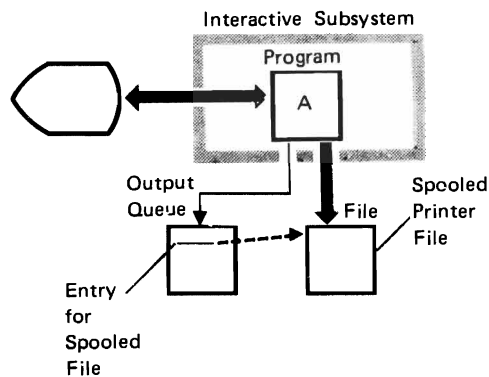 Interactive Subsystem
Program
A
Output
Queue
File
Spooled
Printer
File
Entry
for
Spooled
File